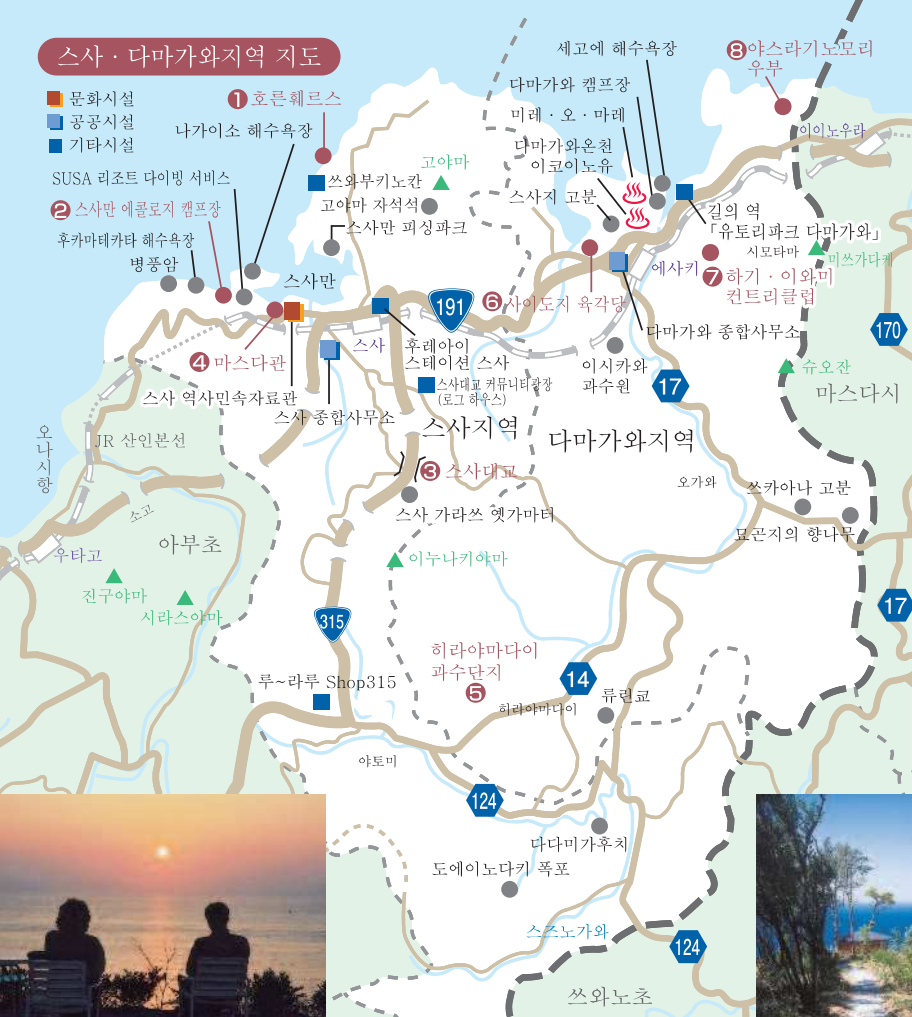 스사 · 다마가와지역 지도
문화시설
공공시설
기타시설
1 호른훼르스
나가이소 해수욕장
SUSA 리조트 다이빙 서비스
2 스사만 에콜로지 캠프장
후카마테카타 해수욕장
병풍암
스사만
쓰와부키노칸
고야마
고야마 자석석
스사만 피싱파크
세고에 해수욕장
다마가와 캠프장
미레 · 오 · 마레
다마가와온천
이코이노유
스사지 고분
8 야스라기노모리
우부
이이노우라
길의 역
「유토리파크 다마가와」
시모타마
미쓰가다케
에사키
7 하기 · 이와미
컨트리클럽
191
6 사이도지 육각당
다마가와 종합사무소
170
4 마스다관
스사
후레아이
스테이션 스사
스사대교 커뮤니티광장
(로그 하우스)
이시카와
과수원
17
슈오잔
마스다시
스사 역사민속자료관
스사 종합사무소
스사지역
다마가와지역
오나시항
JR 산인본선
3 스사대교
오가와
쓰카아나 고분
스사 가라쓰 옛가마터
묘곤지의 향나무
소고
아부초
우타고
이누나키야마
진구야마
시라스야마
315
17
히라야마다이
과수단지
5
14
루~라루 Shop315
히라야마다이
류린쿄
야토미
124
다다미가후치
도에이노다키 폭포
스즈노가와
124
쓰와노초